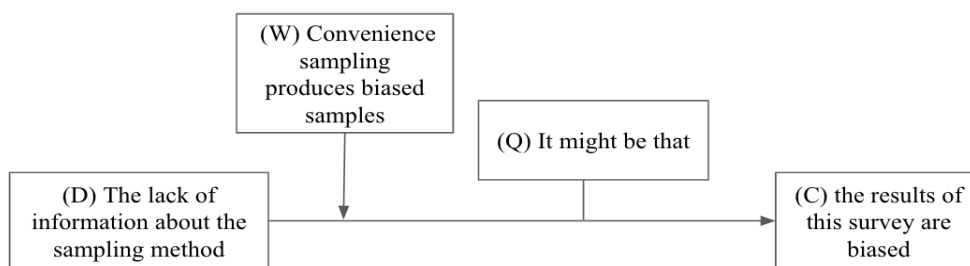 (W) Convenience
sampling
produces biased
samples
(Q) It might be that
(D) The lack of
information about the
sampling method
(C) the results of
this survey are
biased